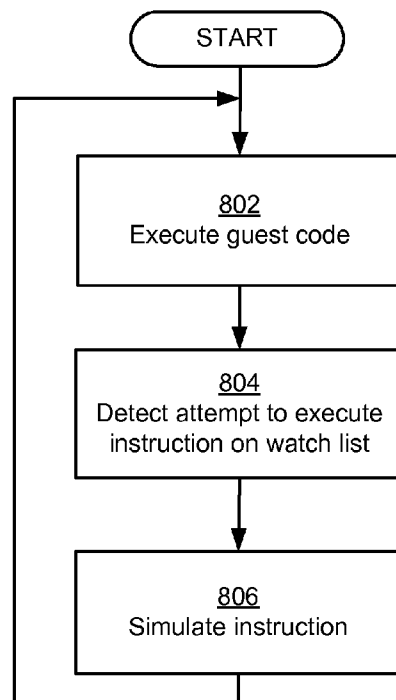 START
802
Execute guest code
804
Detect attempt to execute
instruction on watch list
806
Simulate instruction